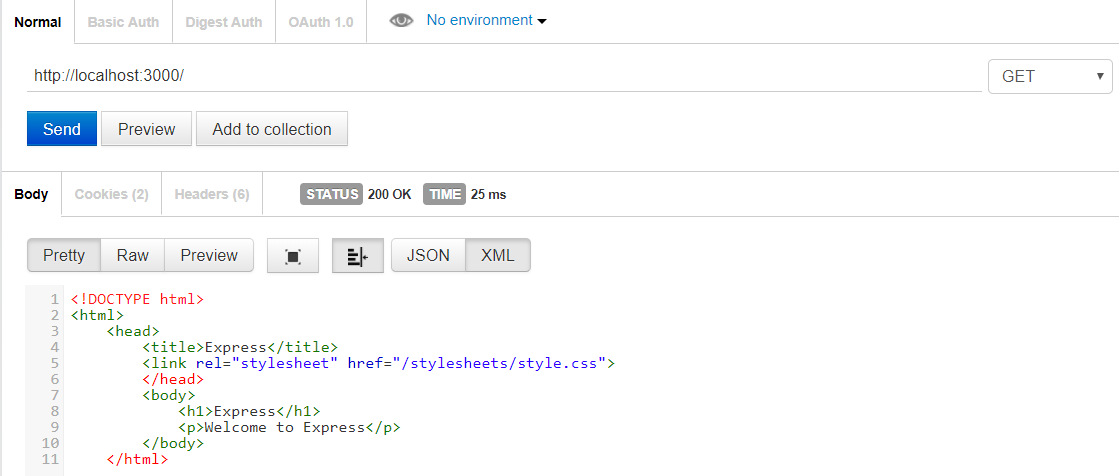 Normal Basic Auth Digest Auth OAuth 1.0 No environment
http://localhost:3000/ GET
Send Preview Add to collection
Body Cookies (2) Headers (6) STATUS 200 OK TIME 25 ms
Pretty Raw Preview JSON XML
1 <!DOCTYPE html>
2 <html>
3 <head>
4 <title>Express</title>
5 <link rel="stylesheet" href="/stylesheets/style.css">
6 </head>
7 <body>
8 <h1>Express</h1>
9 <p>Welcome to Express</p>
10 </body>
11 </html>